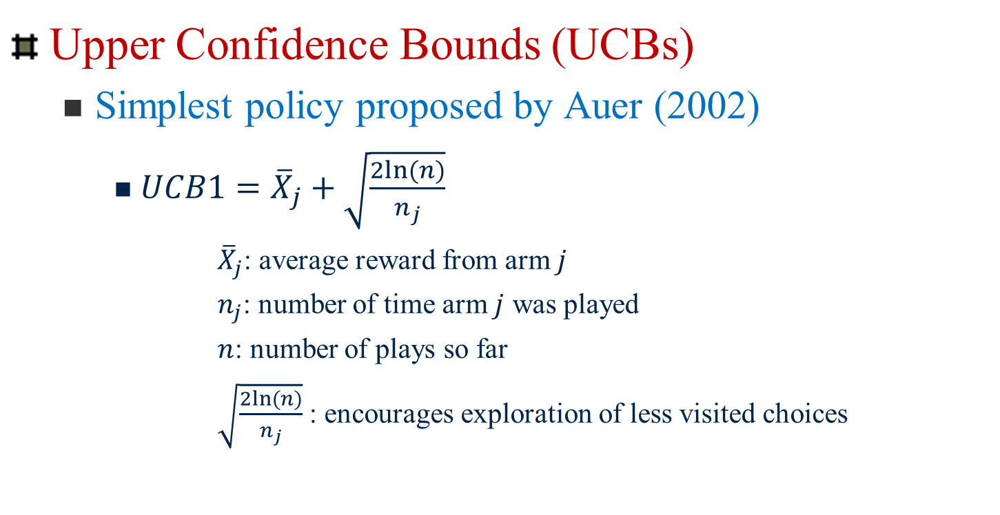 Upper Confidence Bounds (UCBs)
Simplest policy proposed by Auer (2002)
$UCB1 = \bar{X}_j + \sqrt{\frac{2\ln(n)}{n_j}}$
$\bar{X}_j$: average reward from arm $j$
$n_j$: number of time arm $j$ was played
$n$: number of plays so far
$\sqrt{\frac{2\ln(n)}{n_j}}$ : encourages exploration of less visited choices